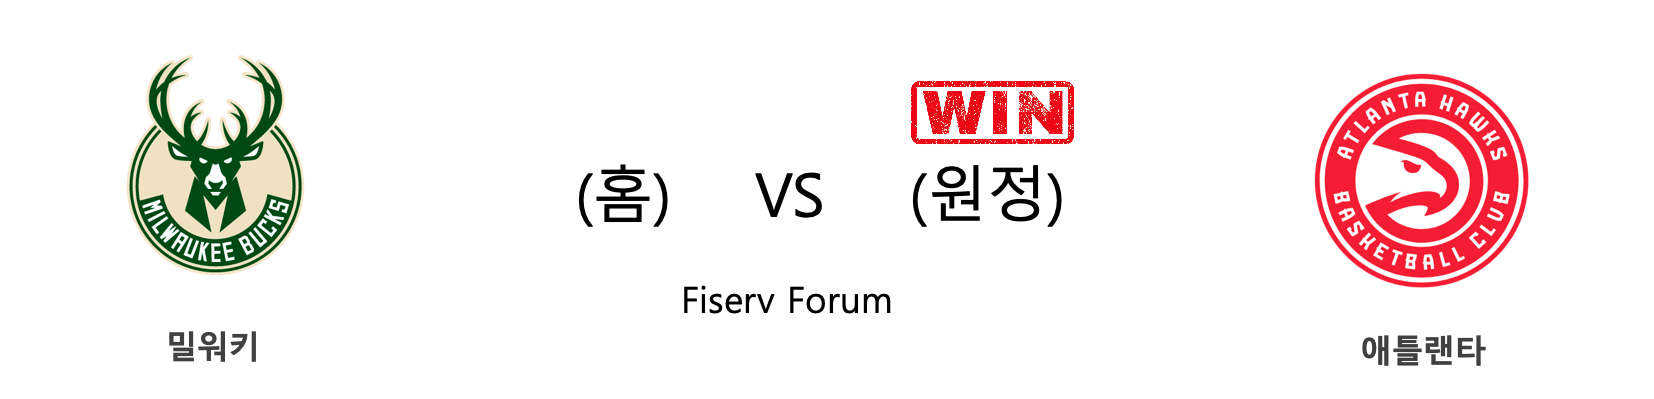 MILWAUKEE BUCKS
밀워키
WIN
(홈) VS (원정)
Fiserv Forum
ATLANTA HAWKS
BASKETBALL CLUB
애틀랜타